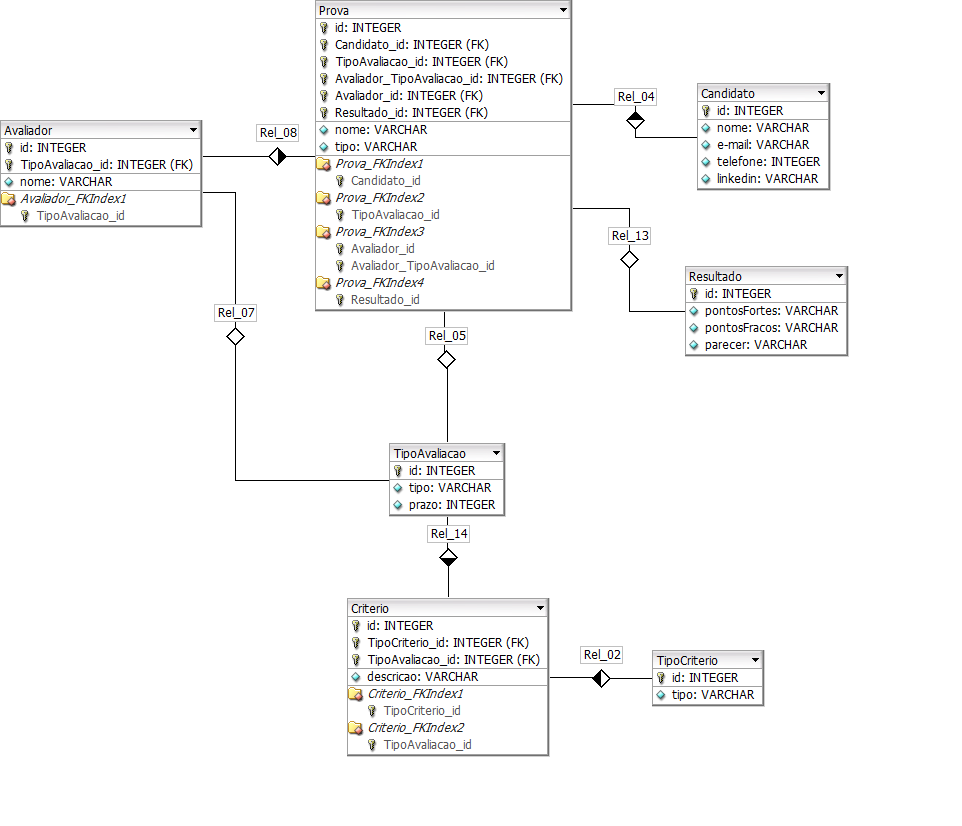 Prova
id: INTEGER
Candidato_id: INTEGER (FK)
TipoAvaliacao_id: INTEGER (FK)
Avaliador_TipoAvaliacao_id: INTEGER (FK)
Avaliador_id: INTEGER (FK)
Resultado_id: INTEGER (FK)
nome: VARCHAR
tipo: VARCHAR
Prova_FKIndex1
Candidato_id
Prova_FKIndex2
TipoAvaliacao_id
Prova_FKIndex3
Avaliador_id
Avaliador_TipoAvaliacao_id
Prova_FKIndex4
Resultado_id
Rel_04
Candidato
id: INTEGER
nome: VARCHAR
e-mail: VARCHAR
telefone: INTEGER
linkedin: VARCHAR
Avaliador
id: INTEGER
TipoAvaliacao_id: INTEGER (FK)
nome: VARCHAR
Avaliador_FKIndex1
TipoAvaliacao_id
Rel_08
Rel_13
Resultado
id: INTEGER
pontosFortes: VARCHAR
pontosFracos: VARCHAR
parecer: VARCHAR
Rel_07
Rel_05
TipoAvaliacao
id: INTEGER
tipo: VARCHAR
prazo: INTEGER
Rel_14
Criterio
id: INTEGER
TipoCriterio_id: INTEGER (FK)
TipoAvaliacao_id: INTEGER (FK)
descricao: VARCHAR
Criterio_FKIndex1
TipoCriterio_id
Criterio_FKIndex2
TipoAvaliacao_id
Rel_02
TipoCriterio
id: INTEGER
tipo: VARCHAR